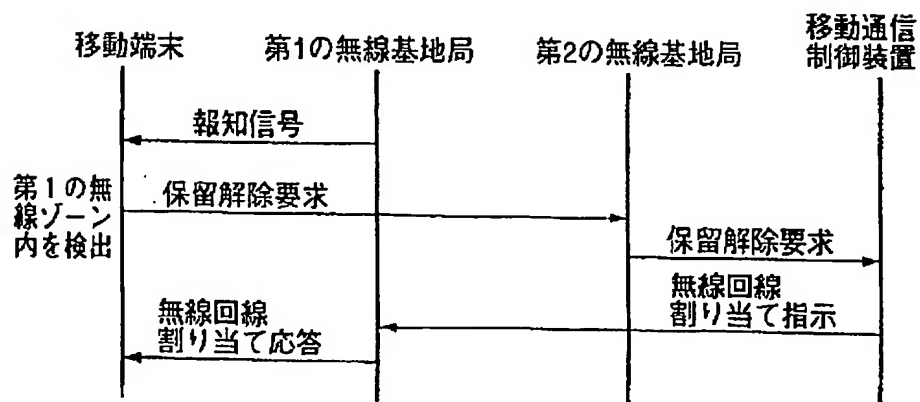 移動端末
第1の無線基地局
第2の無線基地局
移動通信
制御装置
報知信号
第1の無
線ゾーン
内を検出
保留解除要求
保留解除要求
無線回線
割り当て指示
無線回線
割り当て応答